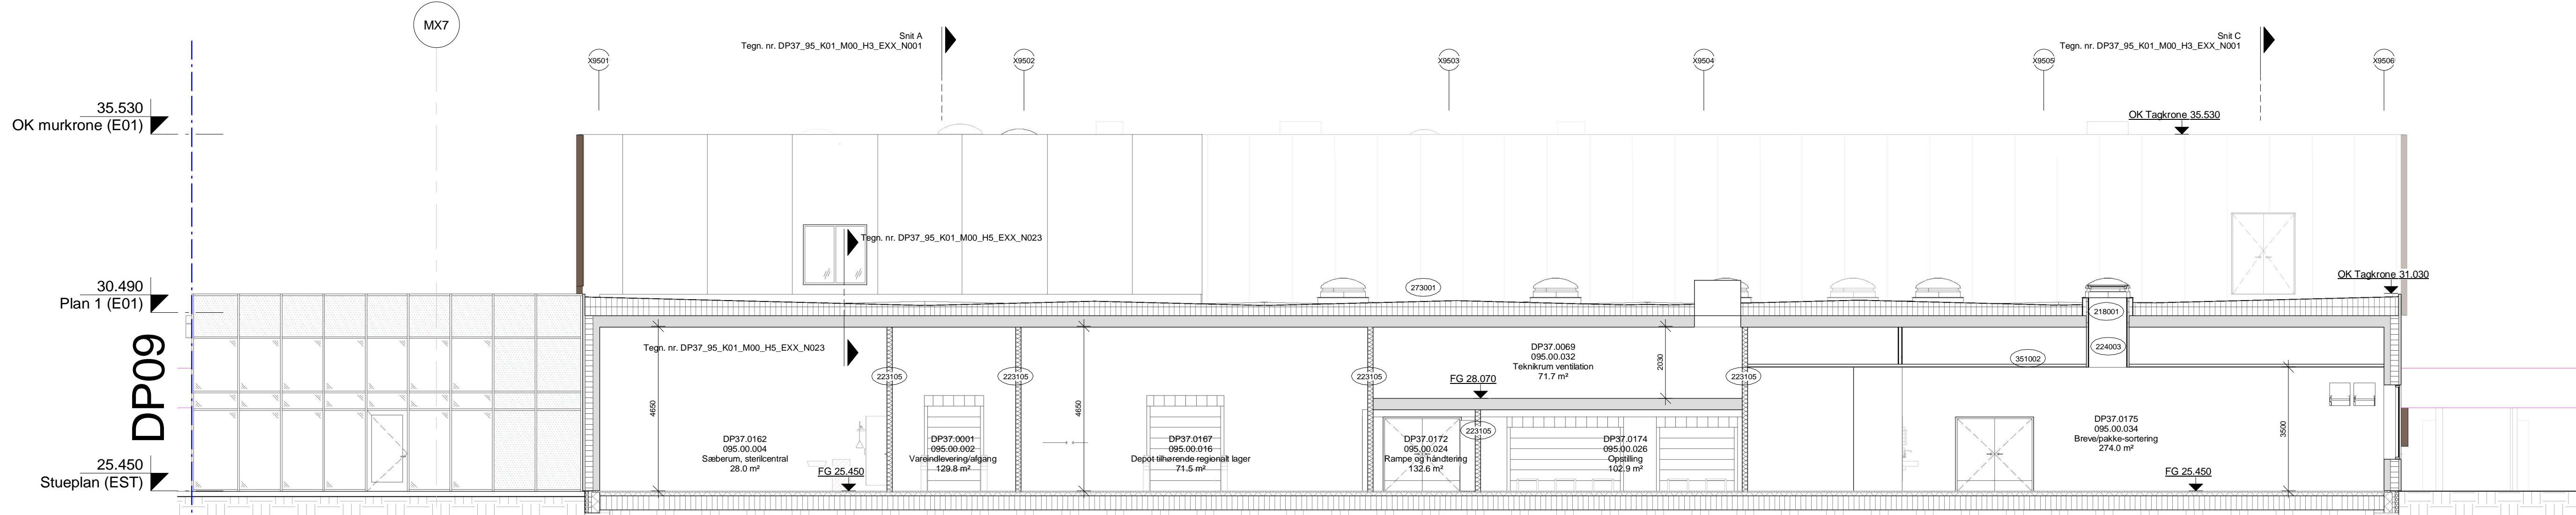 MX7
Snit A
Tegn. nr. DP37_95_K01_M00_H3_EXX_N001
Snit C
Tegn. nr. DP37_95_K01_M00_H3_EXX_N001
X9501
X9502
X9503
X9504
X9505
X9506
35.530
OK murkrone (E01)
OK Tagkrone 35.530
Tegn. nr. DP37_95_K01_M00_H5_EXX_N023
30.490
Plan 1 (E01)
OK Tagkrone 31.030
273001
218001
DP09
Tegn. nr. DP37_95_K01_M00_H5_EXX_N023
224003
351002
223105
223105
223105
223105
DP37.0069
095.00.032
Teknikrum ventilation
71.7 m²
2030
FG 28.070
4650
4650
3500
223105
DP37.0162
095.00.004
Sæberum, sterilcentral
28.0 m²
DP37.0001
095.00.002
Vareindlevering/afgang
129.8 m²
DP37.0167
095.00.016
Depot tilhørende regionalt lager
71.5 m²
DP37.0172
095.00.024
Rampe og håndtering
132.6 m²
DP37.0174
095.00.026
Opstilling
102.9 m²
DP37.0175
095.00.034
Breve/pakke-sortering
274.0 m²
FG 25.450
FG 25.450
25.450
Stueplan (EST)